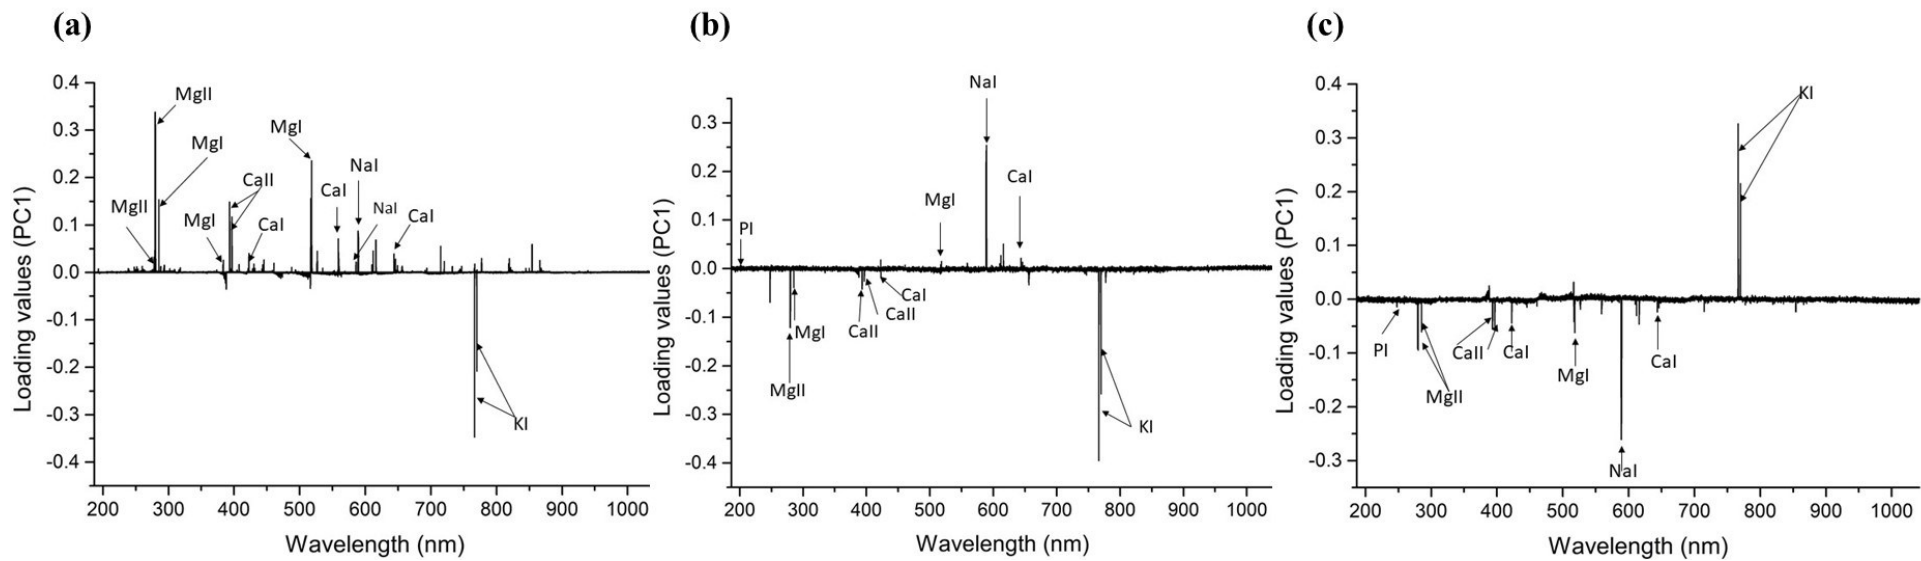 (a)
(b)
(c)
0.4
0.3
0.2
0.1
0.0
-0.1
-0.2
-0.3
-0.4
Loading values (PC1)
MgII
MgI
MgII
MgI
CaII
CaI
MgI
CaI
NaI
NaI
CaI
KI
200 300 400 500 600 700 800 900 1000
Wavelength (nm)
0.3
0.2
0.1
0.0
-0.1
-0.2
-0.3
-0.4
Loading values (PC1)
PI
NaI
MgI
CaI
MgI
MgII
CaII
CaII
CaI
KI
200 300 400 500 600 700 800 900 1000
Wavelength (nm)
0.4
0.3
0.2
0.1
0.0
-0.1
-0.2
-0.3
Loading values (PC1)
KI
PI
MgII
CaII
CaI
MgI
NaI
CaI
200 300 400 500 600 700 800 900 1000
Wavelength (nm)